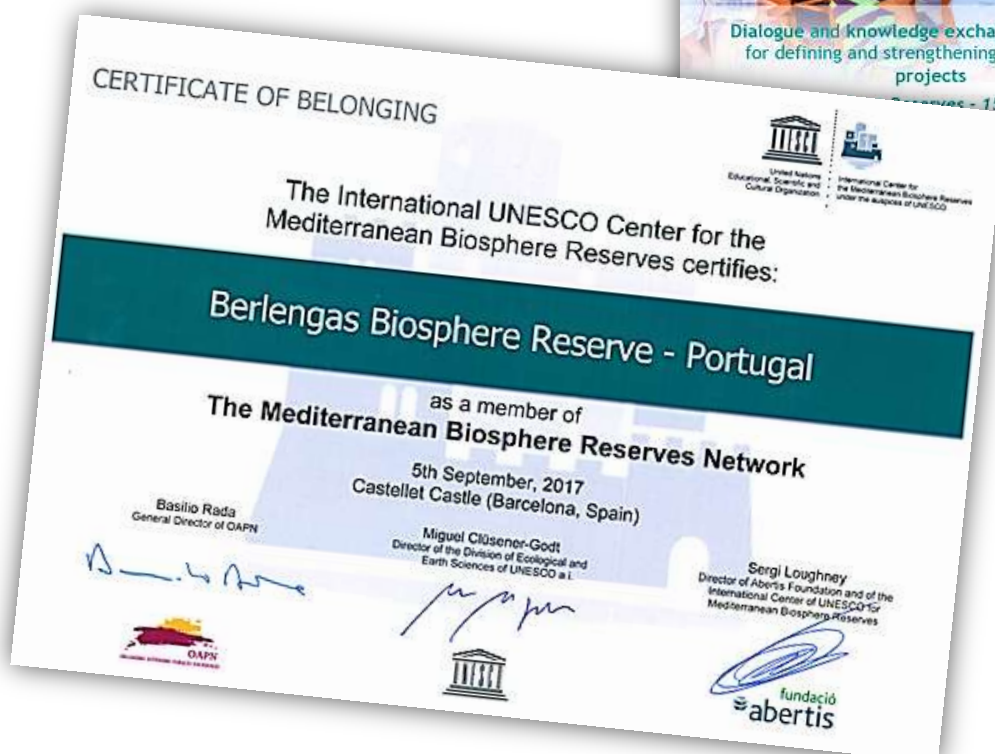 Dialogue and knowledge excha
for defining and strengthening
projects
CERTIFICATE OF BELONGING
United Nations
Educational, Scientific and
Cultural Organization
International Center for
the Mediterranean Biosphere Reserves
under the auspices of UNESCO
The International UNESCO Center for the
Mediterranean Biosphere Reserves certifies:
Berlengas Biosphere Reserve - Portugal
as a member of
The Mediterranean Biosphere Reserves Network
5th September, 2017
Castellet Castle (Barcelona, Spain)
Basilio Rada
General Director of OAPN
Miguel Clüsener-Godt
Director of the Division of Ecological and
Earth Sciences of UNESCO a.i.
Sergi Loughney
Director of Abertis Foundation and of the
International Center of UNESCO for
Mediterranean Biosphere Reserves
OAPN
UNESCO
fundació
abertis